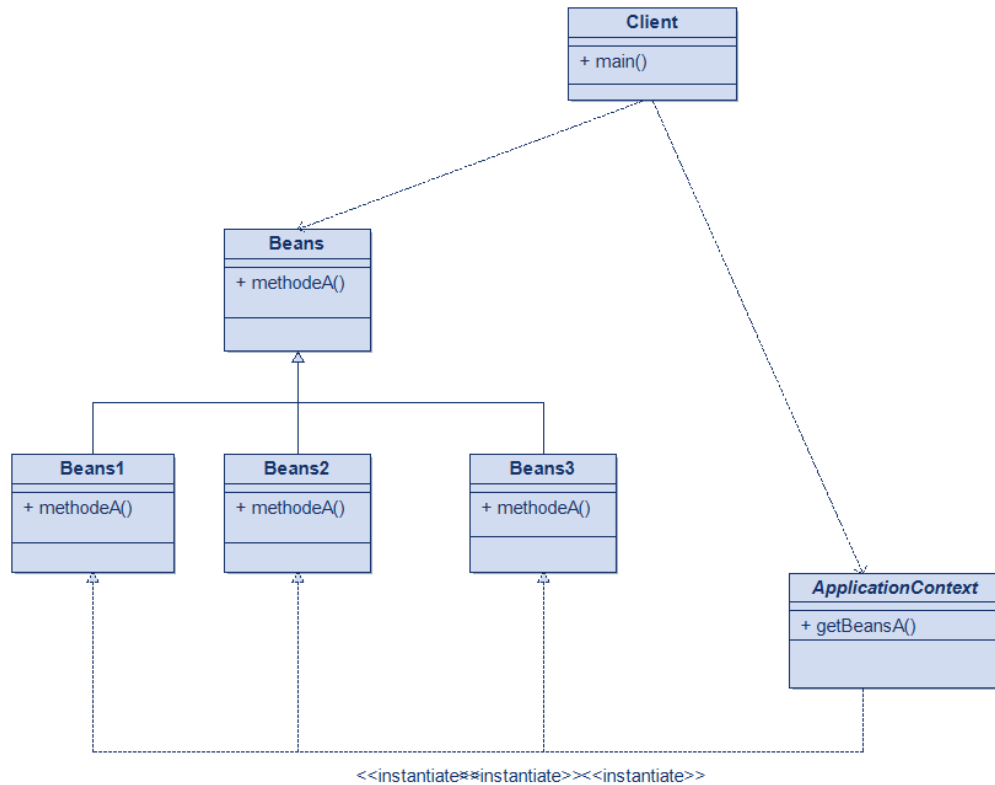 Client
+ main()
Beans
+ methodeA()
Beans1
+ methodeA()
Beans2
+ methodeA()
Beans3
+ methodeA()
ApplicationContext
+ getBeansA()
<<instantiate>><<instantiate>><<instantiate>>